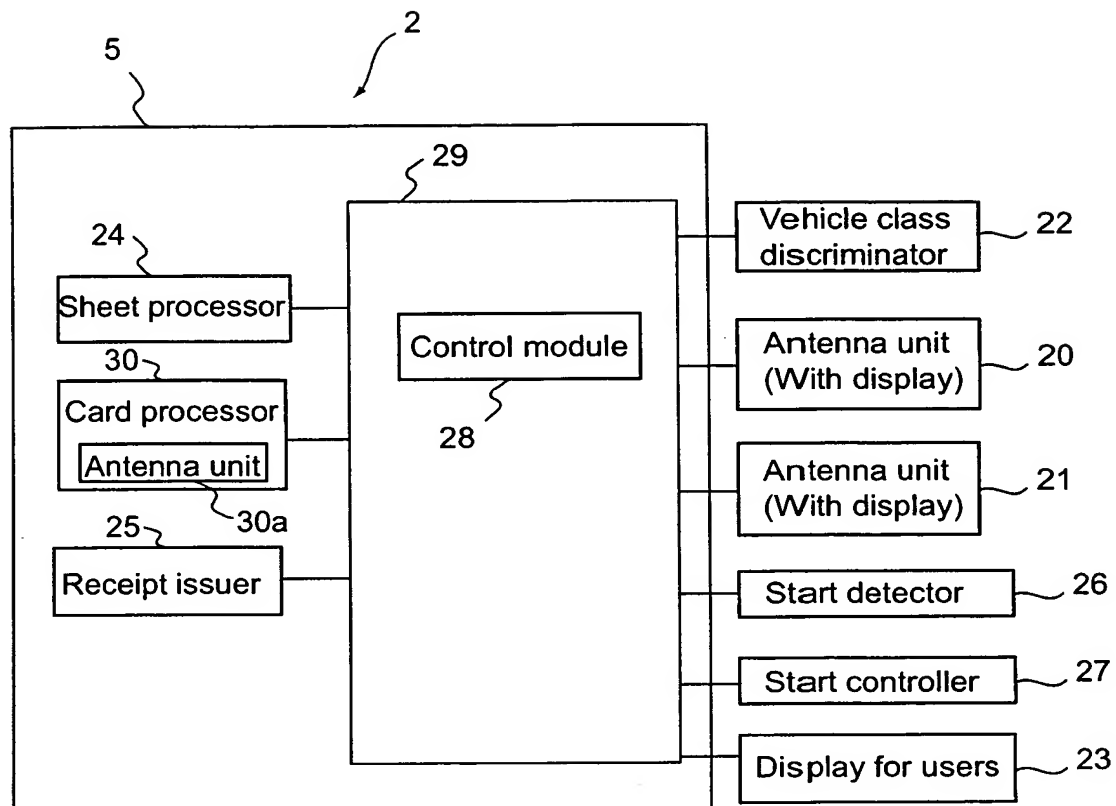 2
5
29
24
Sheet processor
30
Card processor
Antenna unit
30a
25
Receipt issuer
Control module
28
Vehicle class
discriminator
22
Antenna unit
(With display)
20
Antenna unit
(With display)
21
Start detector
26
Start controller
27
Display for users
23